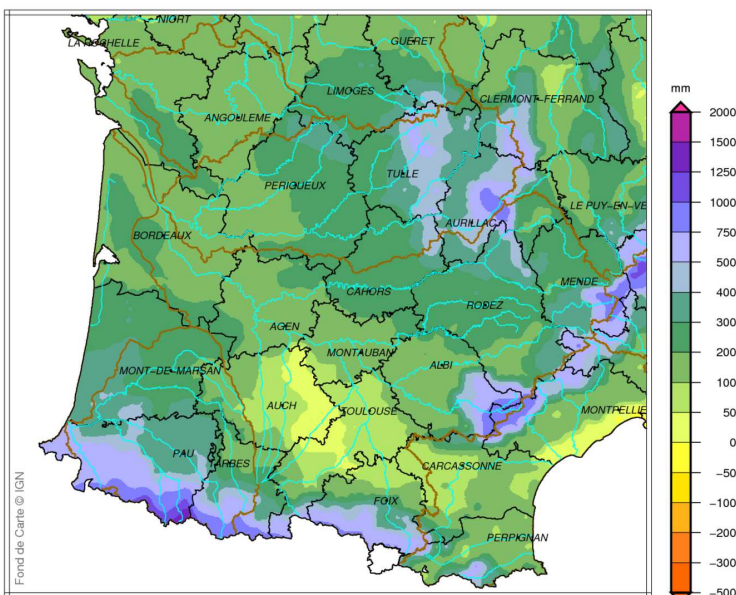 NIORT
LA ROCHELLE
GUERET
LIMOGES
CLERMONT-FERRAND
ANGOULEME
PERIGUEUX
TULLE
AURILLAC
LE PUY-EN-VE
BORDEAUX
MENDE
CAHORS
RODEZ
AGEN
MONTAUBAN
ALBI
MONT-DE-MARSAN
AUCH
TOULOUSE
MONTPELLIE
PAU
TARBES
CARCASSONNE
FOIX
PERPIGNAN
Fond de Carte © IGN
mm
2000
1500
1250
1000
750
500
400
300
200
100
50
0
-50
-100
-200
-300
-500